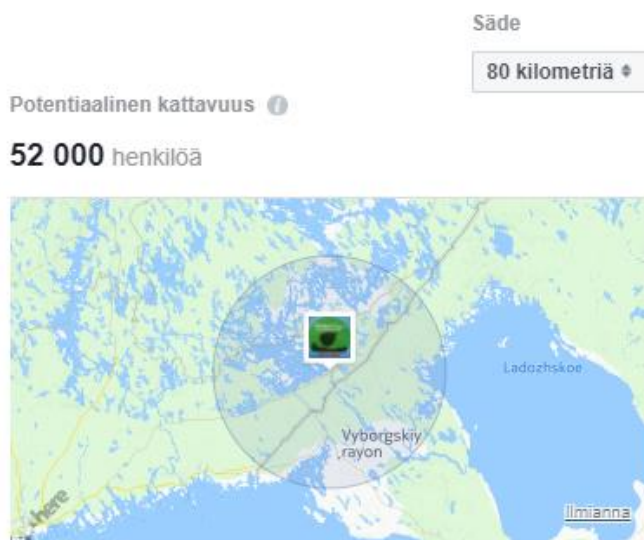 Säde
80 kilometriä
Potentiaalinen kattavuus
52 000 henkilöä
Ladozhskoe
Vyborgskiy
rayon
here
Ilmianna